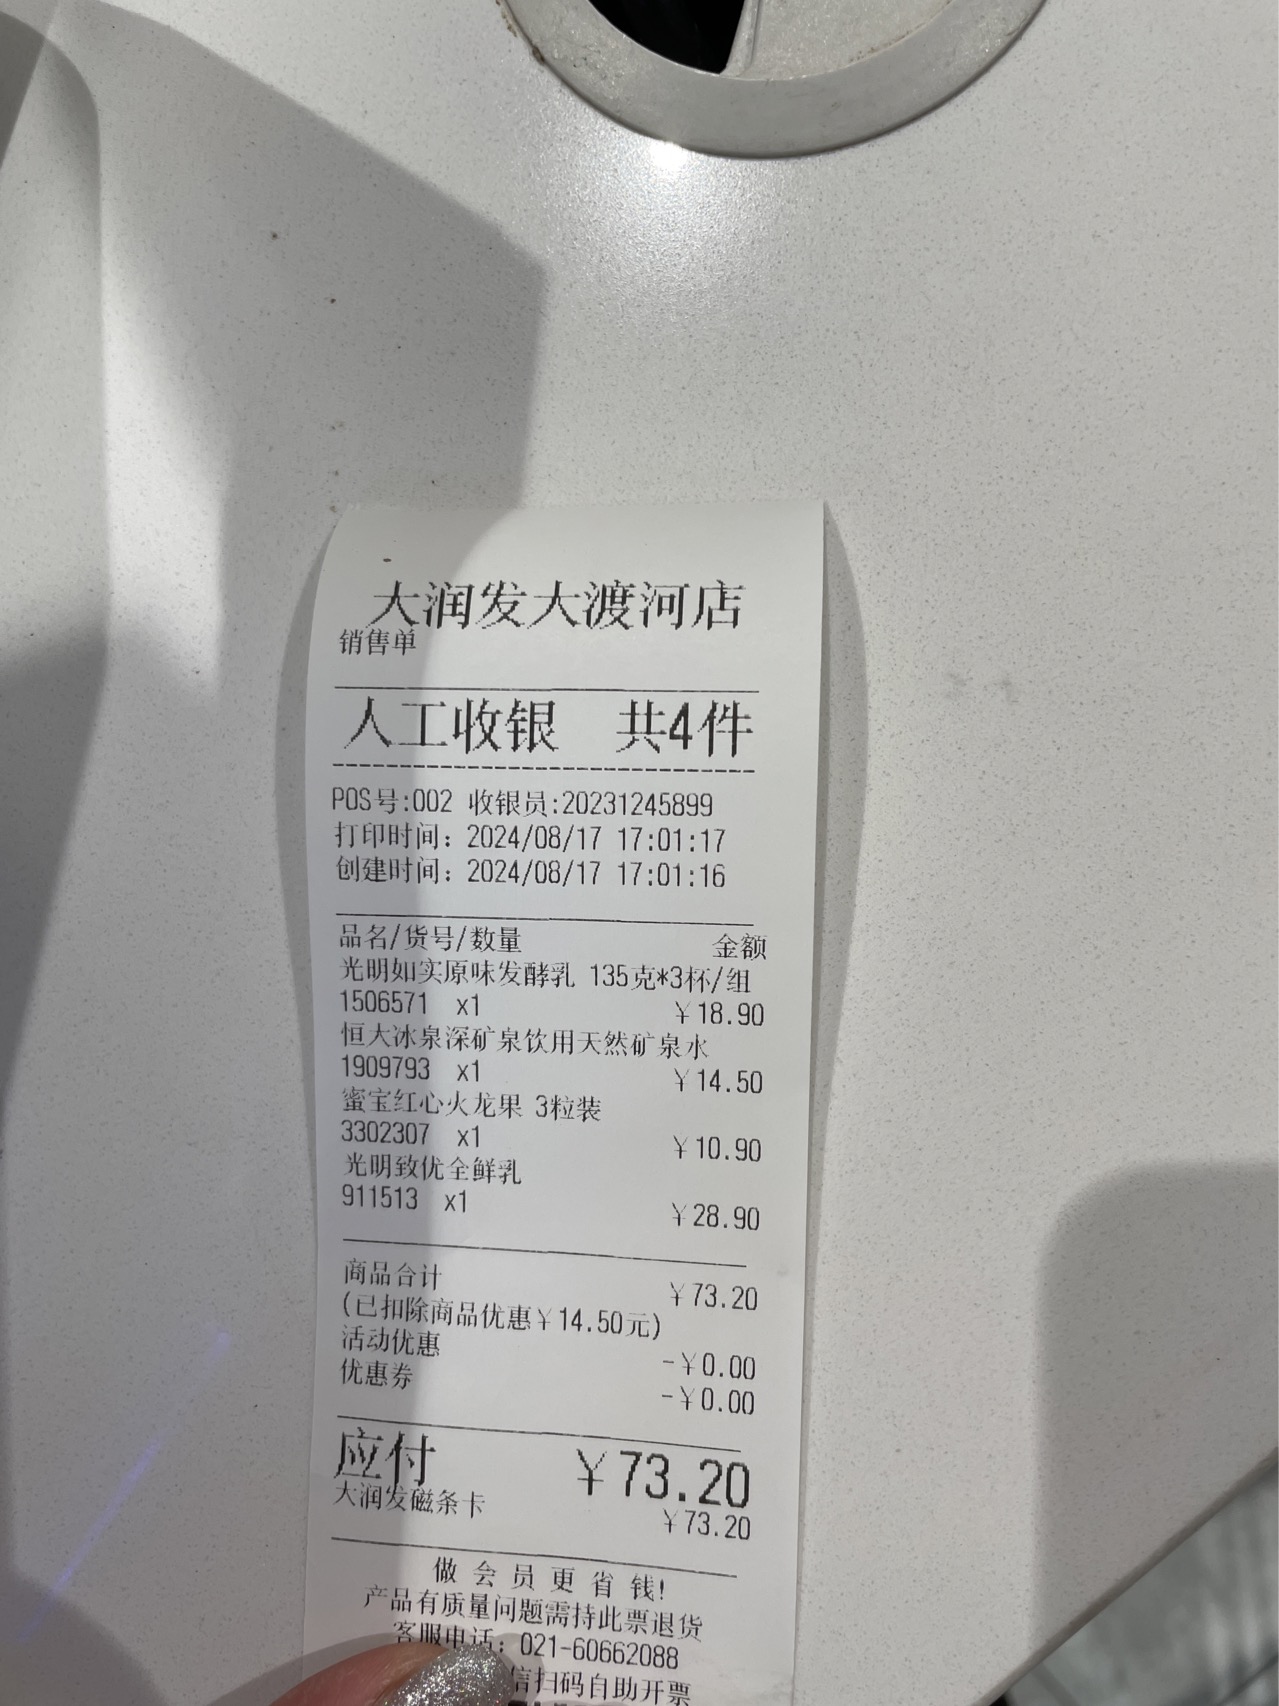 大润发大渡河店
销售单
人工收银 共4件
POS号:002 收银员:20231245899
打印时间: 2024/08/17 17:01:17
创建时间: 2024/08/17 17:01:16
品名/货号/数量 金额
光明如实原味发酵乳 135克*3杯/组
1506571 x1 ￥18.90
恒大冰泉深矿泉饮用天然矿泉水
1909793 x1 ￥14.50
蜜宝红心火龙果 3粒装
3302307 x1 ￥10.90
光明致优全鲜乳
911513 x1 ￥28.90
商品合计 ￥73.20
(已扣除商品优惠￥14.50元)
活动优惠 -￥0.00
优惠券 -￥0.00
应付 ￥73.20
大润发磁条卡 ￥73.20
做会员更省钱!
产品有质量问题需持此票退货
客服电话: 021-60662088
信扫码自助开票